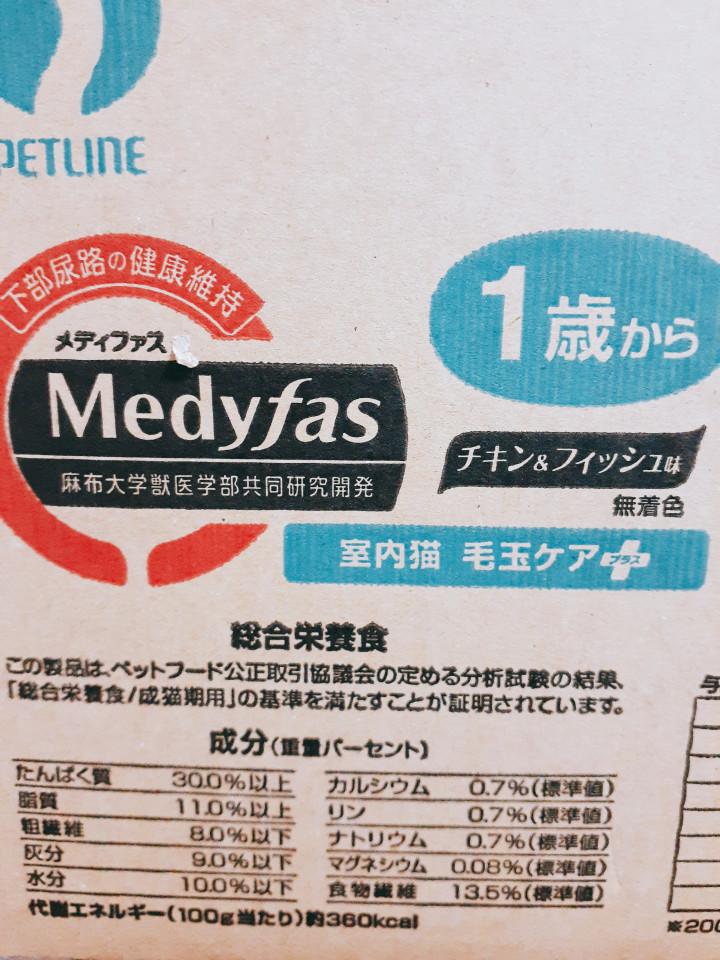 PETLINE
下部尿路の健康維持
メディファス
Medyfas
麻布大学獣医学部共同研究開発
1歳から
チキン&フィッシュ味
無着色
室内猫 毛玉ケアプラス
総合栄養食
この製品は、ペットフード公正取引協議会の定める分析試験の結果、
「総合栄養食/成猫期用」の基準を満たすことが証明されています。
成分(重量パーセント)
たんぱく質 30.0%以上
脂質 11.0%以上
粗繊維 8.0%以下
灰分 9.0%以下
水分 10.0%以下
カルシウム 0.7%(標準値)
リン 0.7%(標準値)
ナトリウム 0.7%(標準値)
マグネシウム 0.08%(標準値)
食物繊維 13.5%(標準値)
代謝エネルギー(100g当たり)約360kcal
与
※200